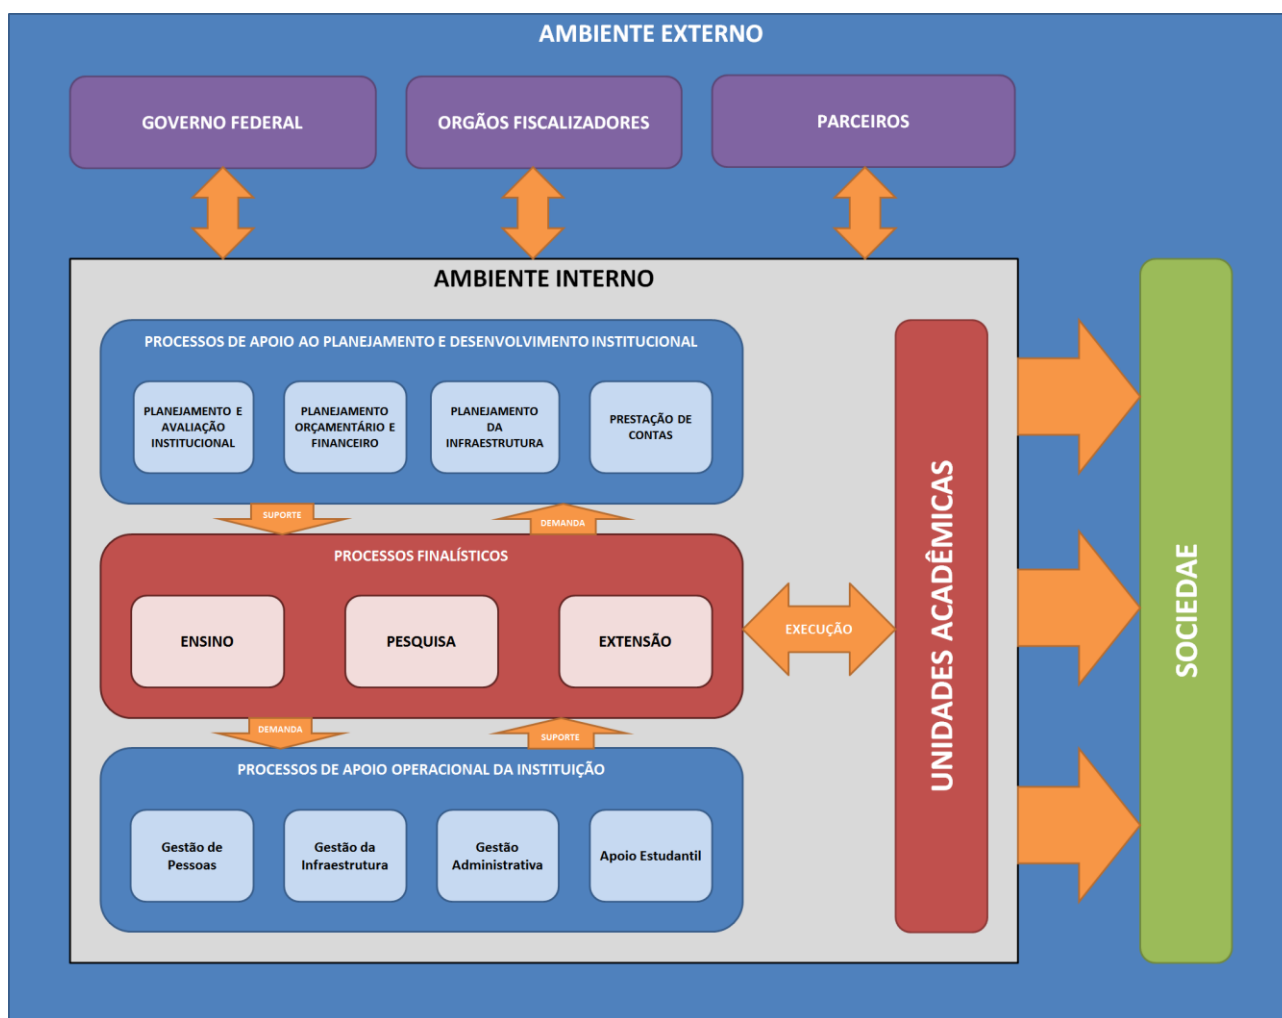 AMBIENTE EXTERNO
GOVERNO FEDERAL
ORGÃOS FISCALIZADORES
PARCEIROS
AMBIENTE INTERNO
PROCESSOS DE APOIO AO PLANEJAMENTO E DESENVOLVIMENTO INSTITUCIONAL
PLANEJAMENTO E
AVALIAÇÃO
INSTITUCIONAL
PLANEJAMENTO
ORÇAMENTÁRIO E
FINANCEIRO
PLANEJAMENTO
DA
INFRAESTRUTURA
PRESTAÇÃO DE
CONTAS
SUPORTE
DEMANDA
PROCESSOS FINALÍSTICOS
ENSINO
PESQUISA
EXTENSÃO
EXECUÇÃO
DEMANDA
SUPORTE
PROCESSOS DE APOIO OPERACIONAL DA INSTITUIÇÃO
Gestão de
Pessoas
Gestão da
Infraestrutura
Gestão
Administrativa
Apoio Estudantil
UNIDADES ACADÊMICAS
SOCIEDAE